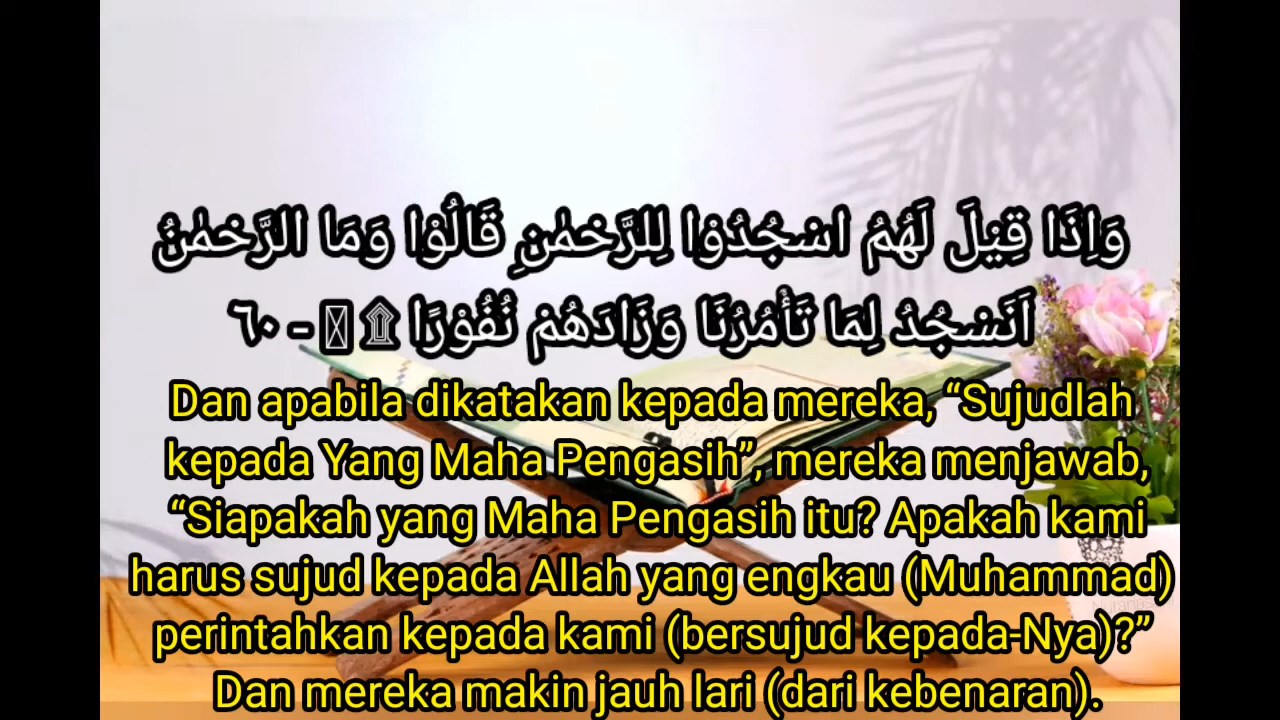 وَاِذَا قِيْلَ لَهُمُ اسْجُدُوْا لِلرَّحْمٰنِ قَالُوْا وَمَا الرَّحْمٰنُ
اَنَسْجُدُ لِمَا تَأْمُرُنَا وَزَادَهُمْ نُفُوْرًا ۩ - ٦٠
Dan apabila dikatakan kepada mereka, “Sujudlah
kepada Yang Maha Pengasih”, mereka menjawab,
“Siapakah yang Maha Pengasih itu? Apakah kami
harus sujud kepada Allah yang engkau (Muhammad)
perintahkan kepada kami (bersujud kepada-Nya)?”
Dan mereka makin jauh lari (dari kebenaran).